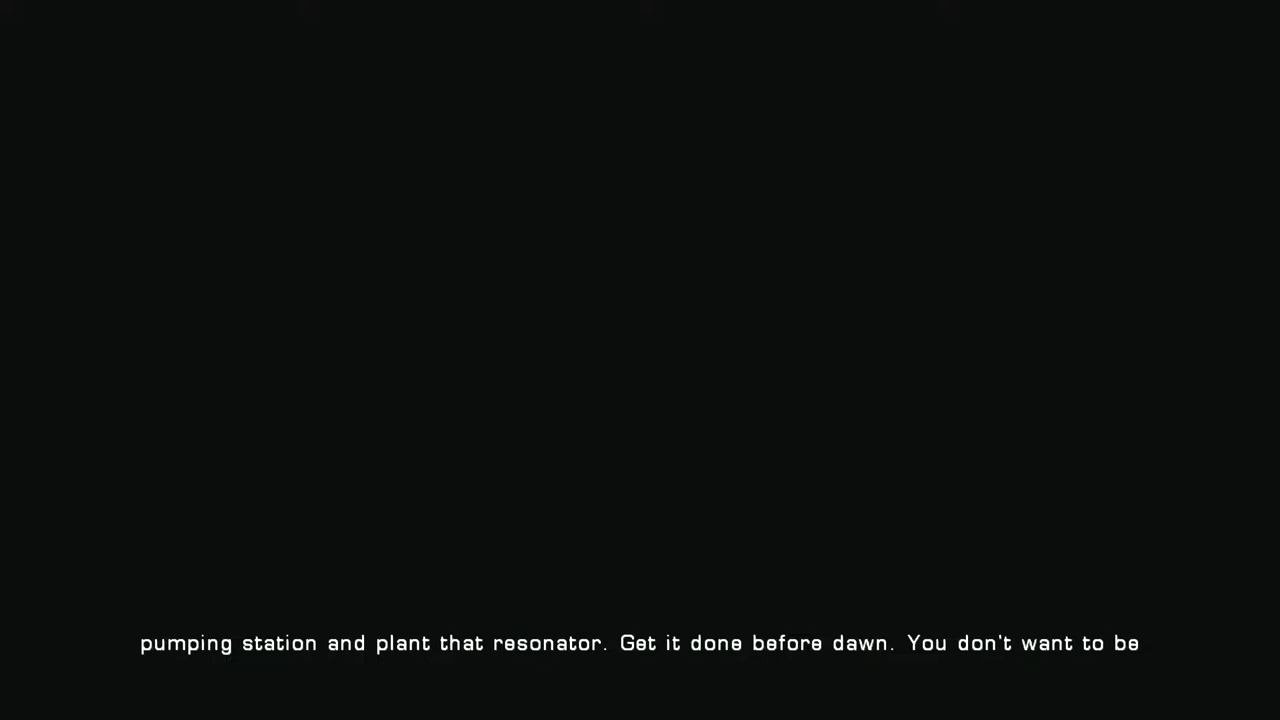 pumping station and plant that resonator. Get it done before dawn. You don't want to be